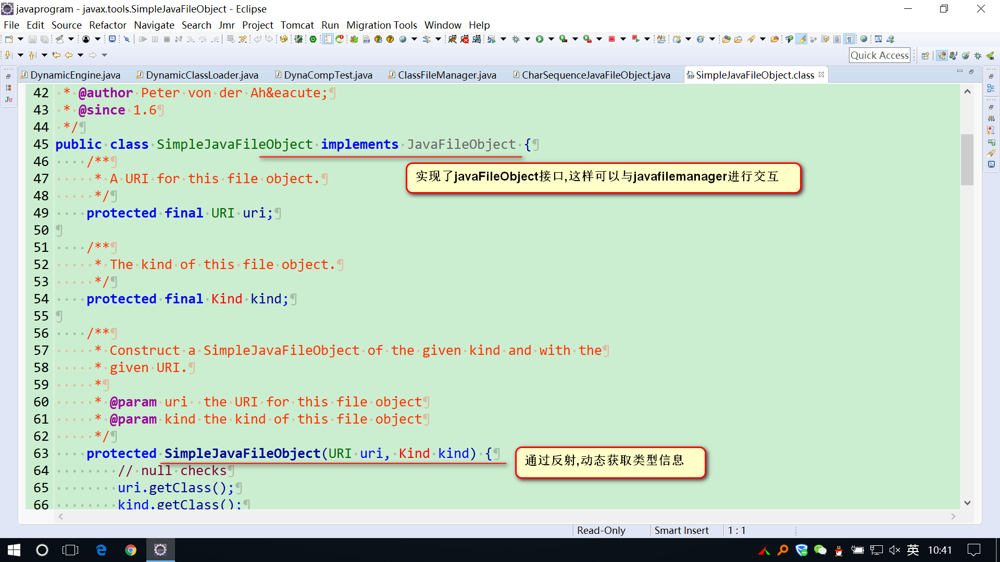 javaprogram - javax.tools.SimpleJavaFileObject - Eclipse
File Edit Source Refactor Navigate Search Jmr Project Tomcat Run Migration Tools Window Help
Quick Access
DynamicEngine.java DynamicClassLoader.java DynaCompTest.java ClassFileManager.java CharSequenceJavaFileObject.java SimpleJavaFileObject.class
42 * @author Peter von der Ah&eacute;¶
43 * @since 1.6¶
44 */¶
45 public class SimpleJavaFileObject implements JavaFileObject {¶
46 /**¶
实现了javaFileObject接口,这样可以与javafilemanager进行交互
47 * A URI for this file object.¶
48 */¶
49 protected final URI uri;¶
50 ¶
51 /**¶
52 * The kind of this file object.¶
53 */¶
54 protected final Kind kind;¶
55 ¶
56 /**¶
57 * Construct a SimpleJavaFileObject of the given kind and with the¶
58 * given URI.¶
59 *¶
60 * @param uri  the URI for this file object¶
61 * @param kind the kind of this file object¶
62 */¶
63 protected SimpleJavaFileObject(URI uri, Kind kind) {¶
通过反射,动态获取类型信息
64 // null checks¶
65 uri.getClass();¶
66 kind.getClass();¶
Read-Only Smart Insert 1 : 1
英 10:41